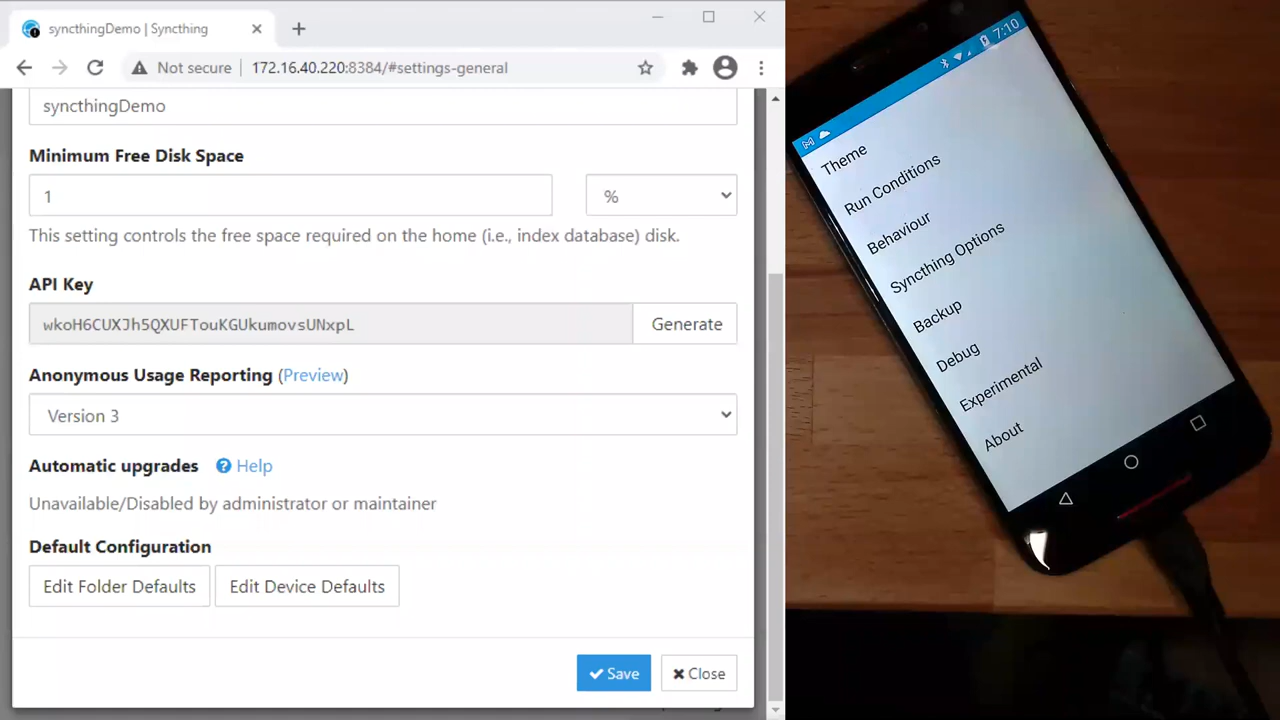 syncthingDemo | Syncthing
Not secure
172.16.40.220:8384/#settings-general
syncthingDemo
Minimum Free Disk Space
1
%
This setting controls the free space required on the home (i.e., index database) disk.
API Key
wkoH6CUXJh5QXUFTouKGUkumovsUNxpL
Generate
Anonymous Usage Reporting (Preview)
Version 3
Automatic upgrades
Help
Unavailable/Disabled by administrator or maintainer
Default Configuration
Edit Folder Defaults
Edit Device Defaults
Save
Close
7:10
Theme
Run Conditions
Behaviour
Syncthing Options
Backup
Debug
Experimental
About